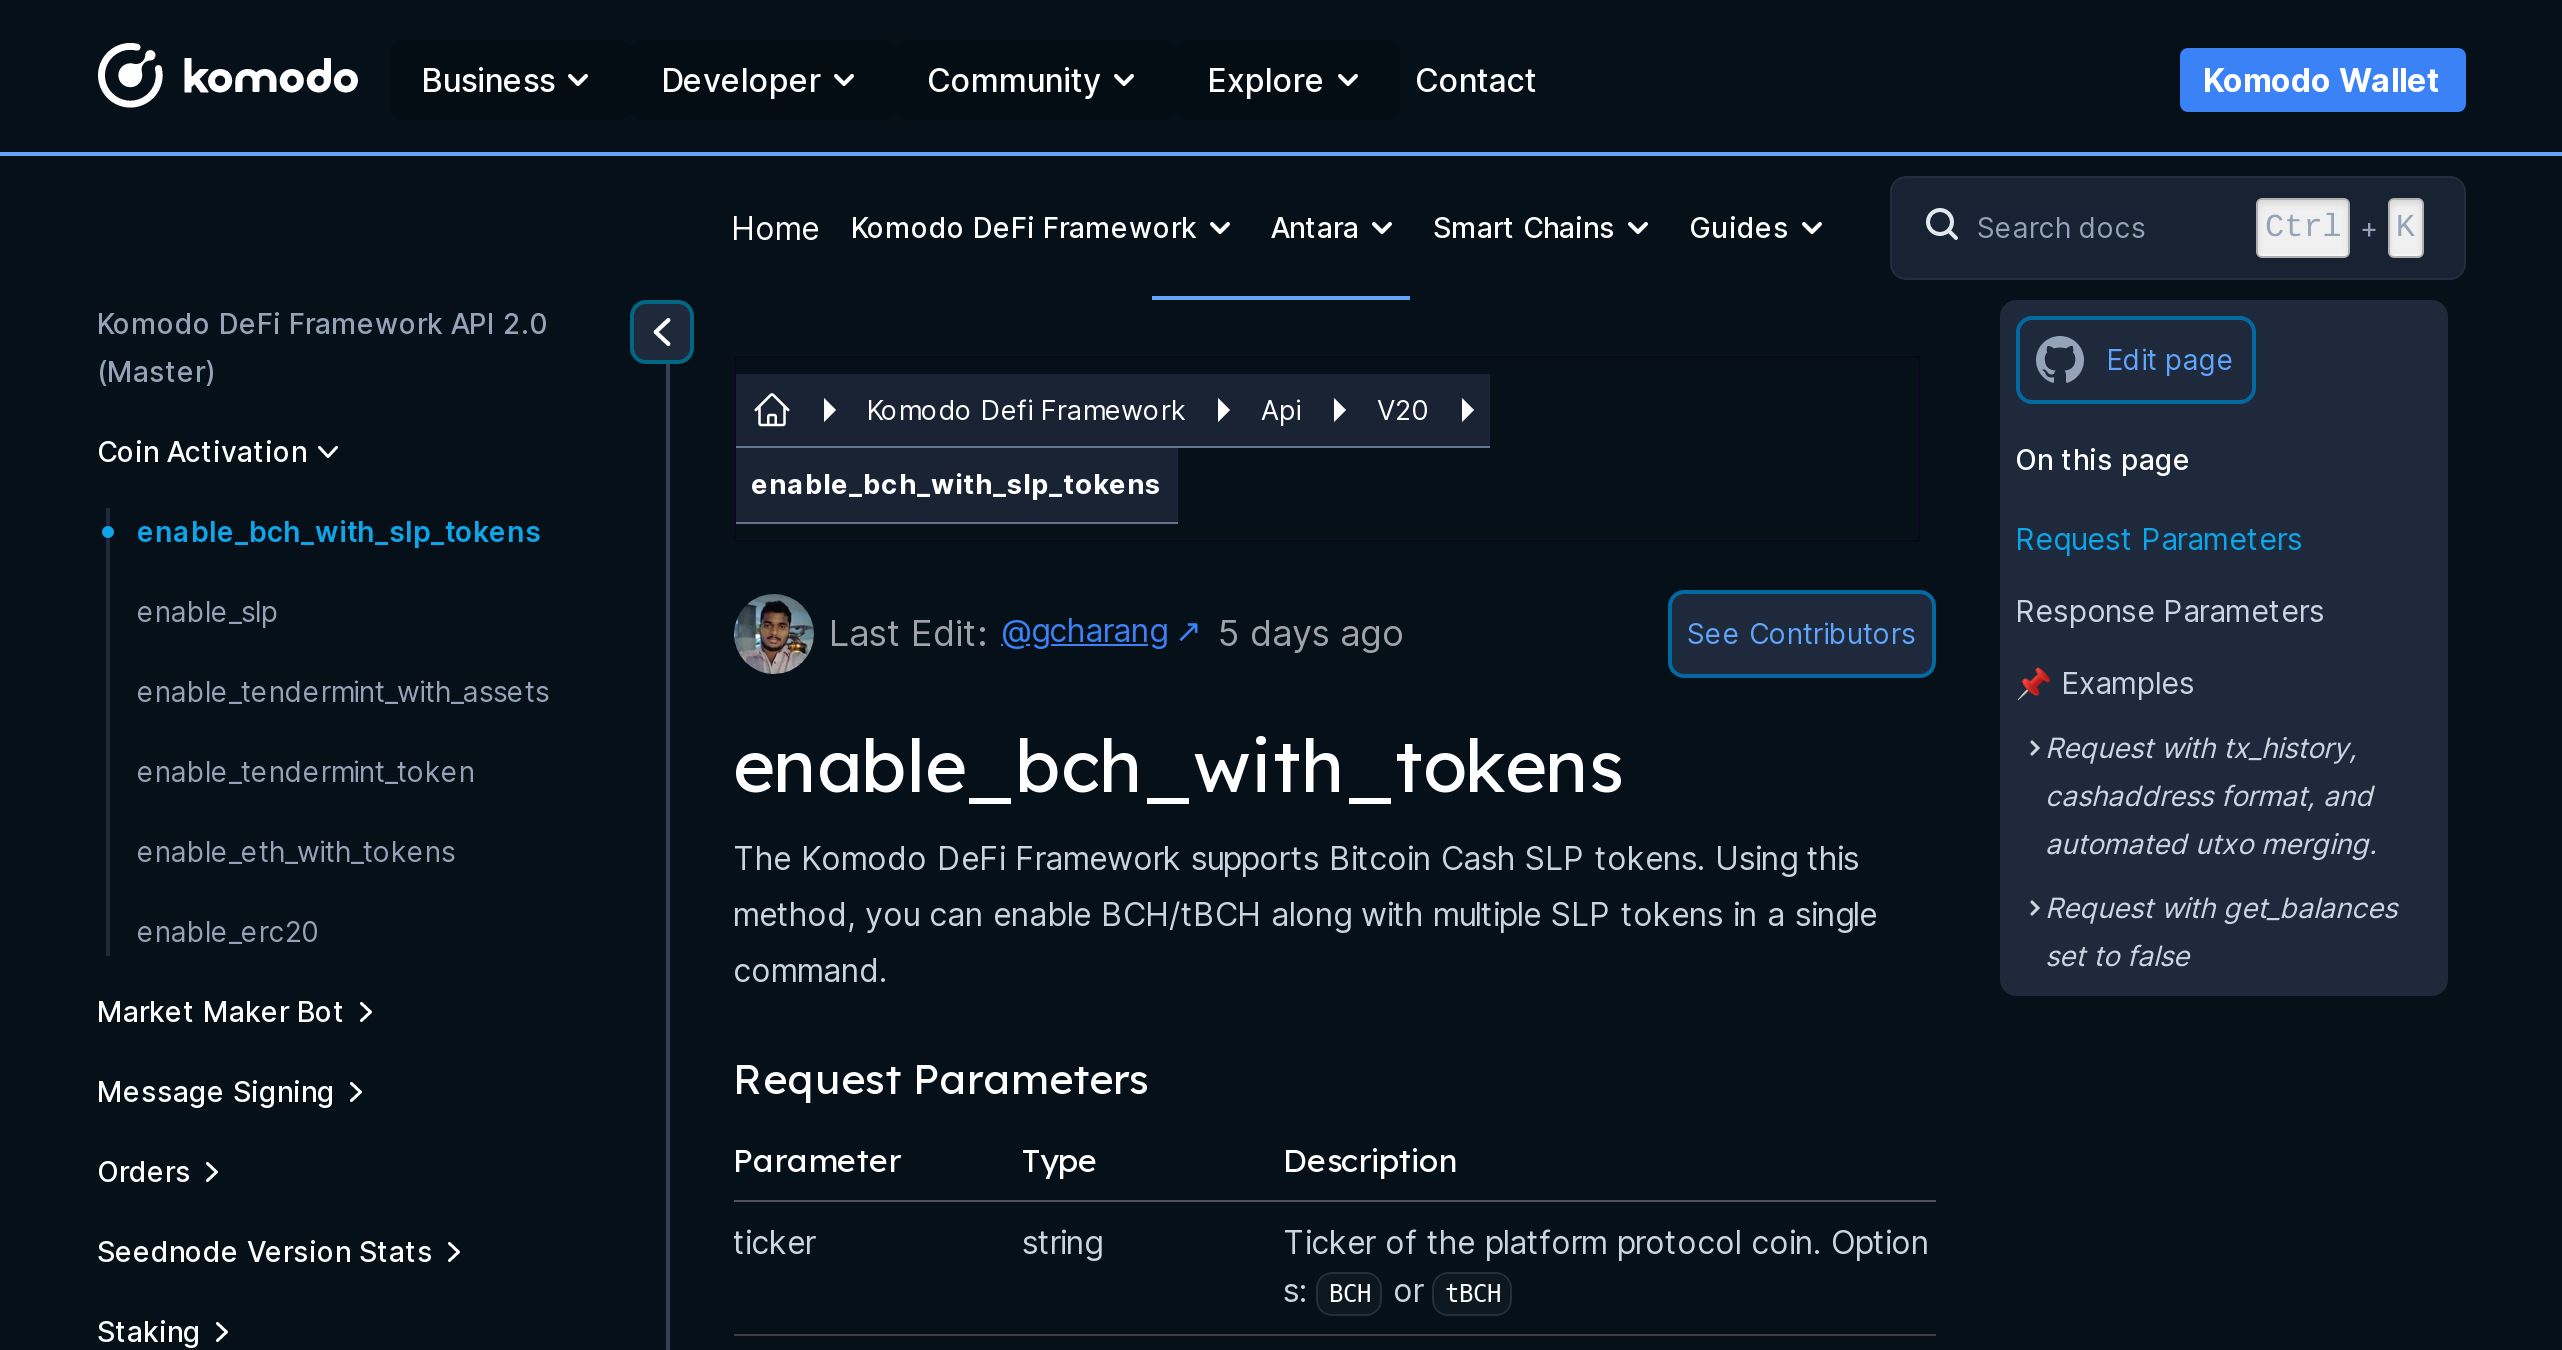 komodo Business Developer Community Explore Contact Komodo Wallet
Home Komodo DeFi Framework Antara Smart Chains Guides Search docs Ctrl + K
Komodo DeFi Framework API 2.0
(Master)
Coin Activation
enable_bch_with_slp_tokens
enable_slp
enable_tendermint_with_assets
enable_tendermint_token
enable_eth_with_tokens
enable_erc20
Market Maker Bot
Message Signing
Orders
Seednode Version Stats
Staking
Komodo Defi Framework Api V20
enable_bch_with_slp_tokens
Last Edit: @gcharang ↗ 5 days ago See Contributors
enable_bch_with_tokens
The Komodo DeFi Framework supports Bitcoin Cash SLP tokens. Using this
method, you can enable BCH/tBCH along with multiple SLP tokens in a single
command.
Request Parameters
Parameter Type Description
ticker string Ticker of the platform protocol coin. Option
s: BCH or tBCH
Edit page
On this page
Request Parameters
Response Parameters
📌 Examples
Request with tx_history,
cashaddress format, and
automated utxo merging.
Request with get_balances
set to false